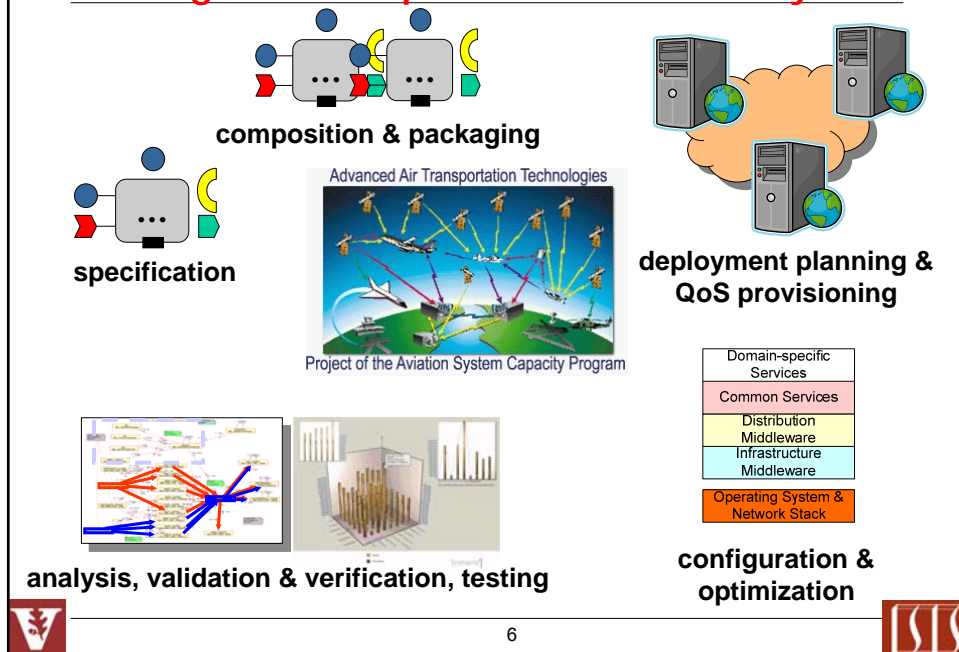 composition & packaging
Advanced Air Transportation Technologies
specification
deployment planning &
QoS provisioning
Project of the Aviation System Capacity Program
Domain-specific
Services
Common Services
Distribution
Middleware
Infrastructure
Middleware
Operating System &
Network Stack
configuration &
optimization
analysis, validation & verification, testing
6